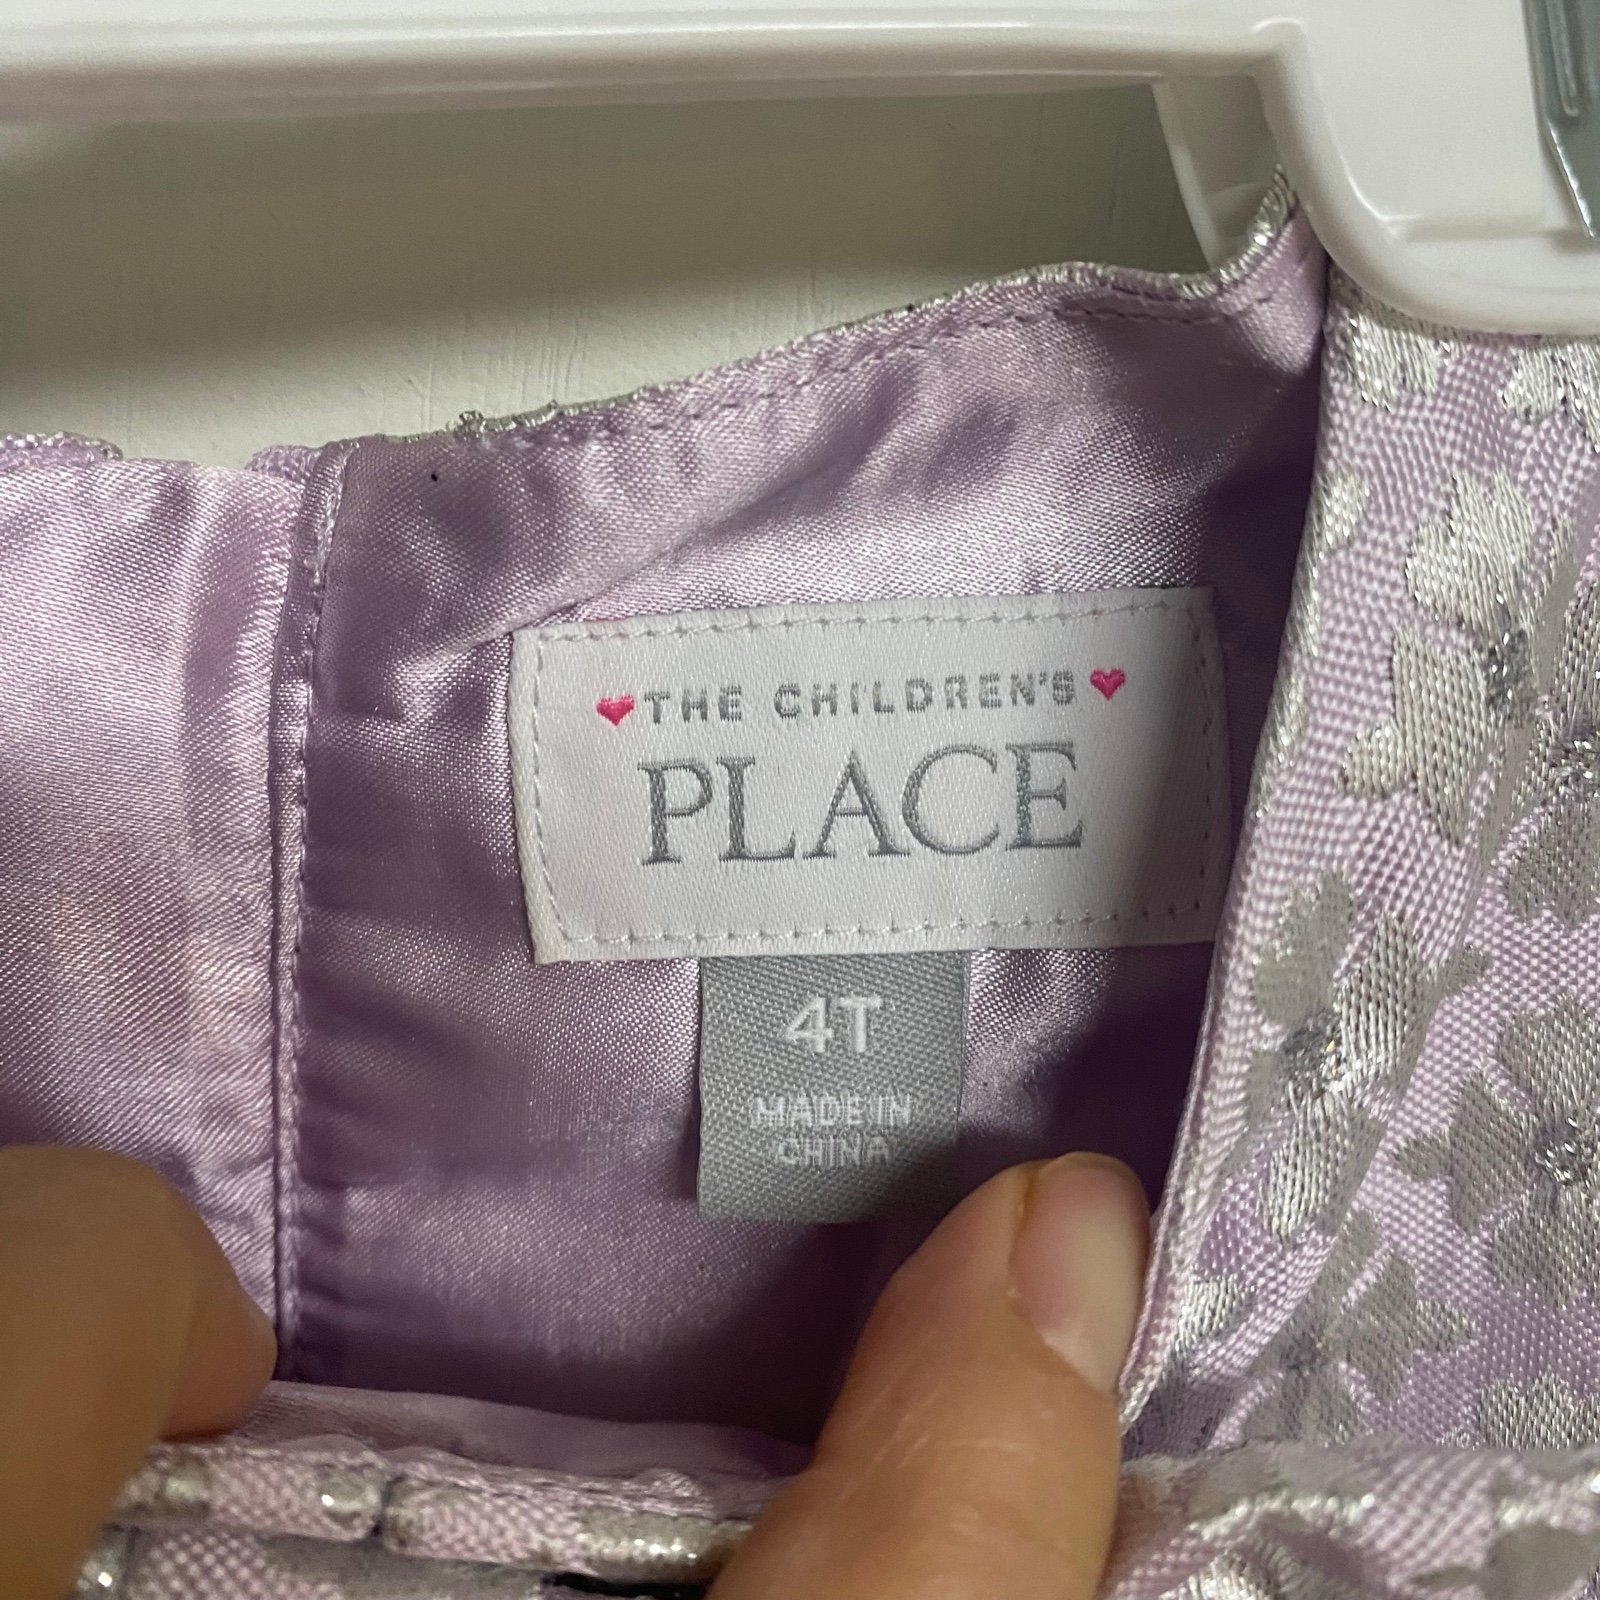 THE CHILDREN'S
PLACE
4T
MADE IN
CHINA